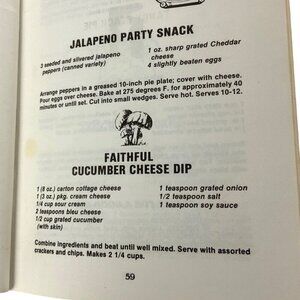 JALAPENO PARTY SNACK
3 seeded and silvered jalapeno
peppers (canned variety)
1 oz. sharp grated Cheddar
cheese
4 slightly beaten eggs
Arrange peppers in a greased 10-inch pie plate; cover with cheese.
Pour eggs over cheese. Bake at 275 degrees F. for approximately 40
minutes or until set. Cut into small wedges. Serve hot. Serves 10-12.
FAITHFUL
CUCUMBER CHEESE DIP
1 (8 oz.) carton cottage cheese
1 (3 oz.) pkg. cream cheese
1/4 cup sour cream
2 teaspoons bleu cheese
1/2 cup grated cucumber
(with skin)
1 teaspoon grated onion
1/2 teaspoon salt
1 teaspoon soy sauce
Combine ingredients and beat until well mixed. Serve with assorted
crackers and chips. Makes 2 1/4 cups.
59